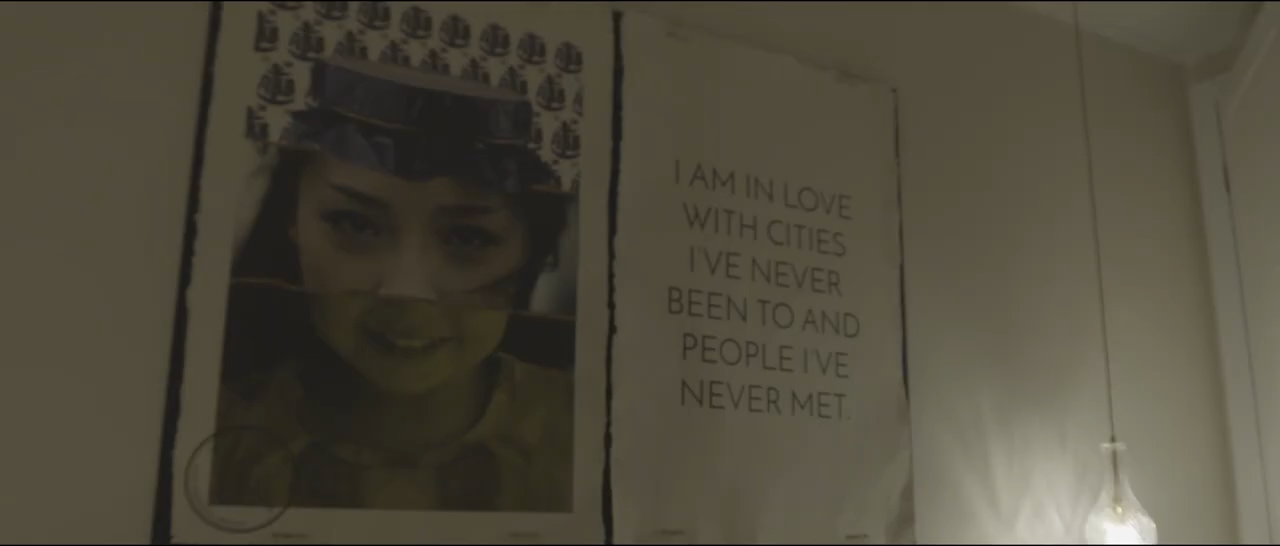 I AM IN LOVE
WITH CITIES
I'VE NEVER
BEEN TO AND
PEOPLE I'VE
NEVER MET.